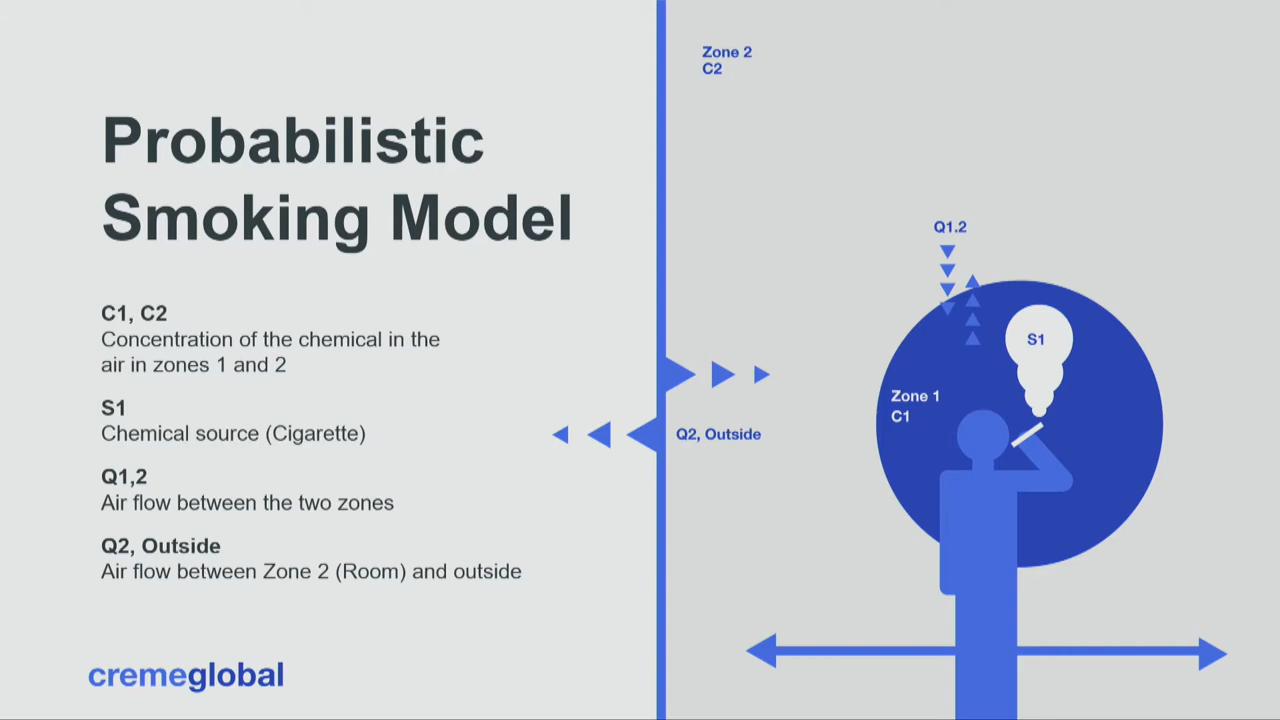 Probabilistic
Smoking Model
C1, C2
Concentration of the chemical in the
air in zones 1 and 2
S1
Chemical source (Cigarette)
Q1,2
Air flow between the two zones
Q2, Outside
Air flow between Zone 2 (Room) and outside
cremeglobal
Zone 2
C2
Q1.2
S1
Zone 1
C1
Q2, Outside